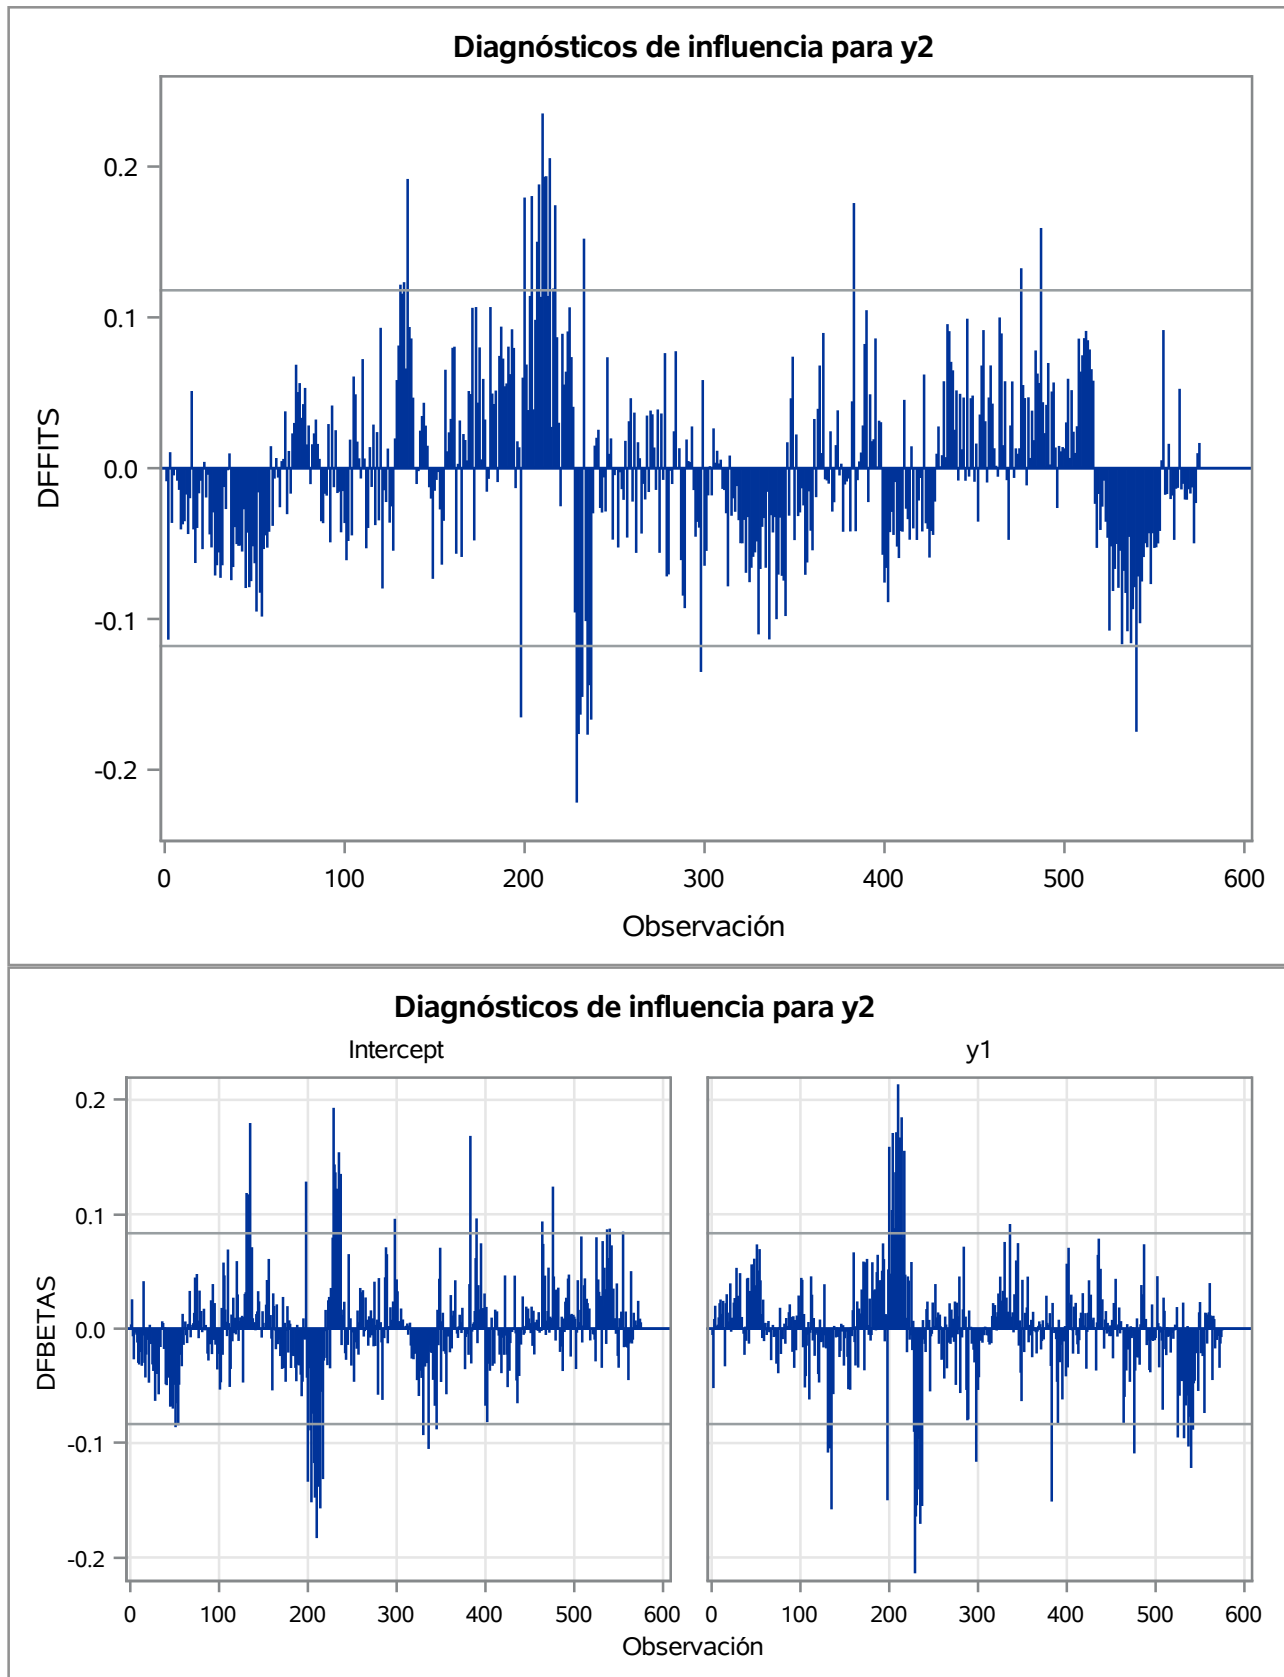 Diagnósticos de influencia para y2
0.2
0.1
0.0
-0.1
-0.2
DFFITS
0 100 200 300 400 500 600
Observación
Diagnósticos de influencia para y2
Intercept y1
0.2
0.1
0.0
-0.1
-0.2
DFBETAS
0 100 200 300 400 500 600 0 100 200 300 400 500 600
Observación